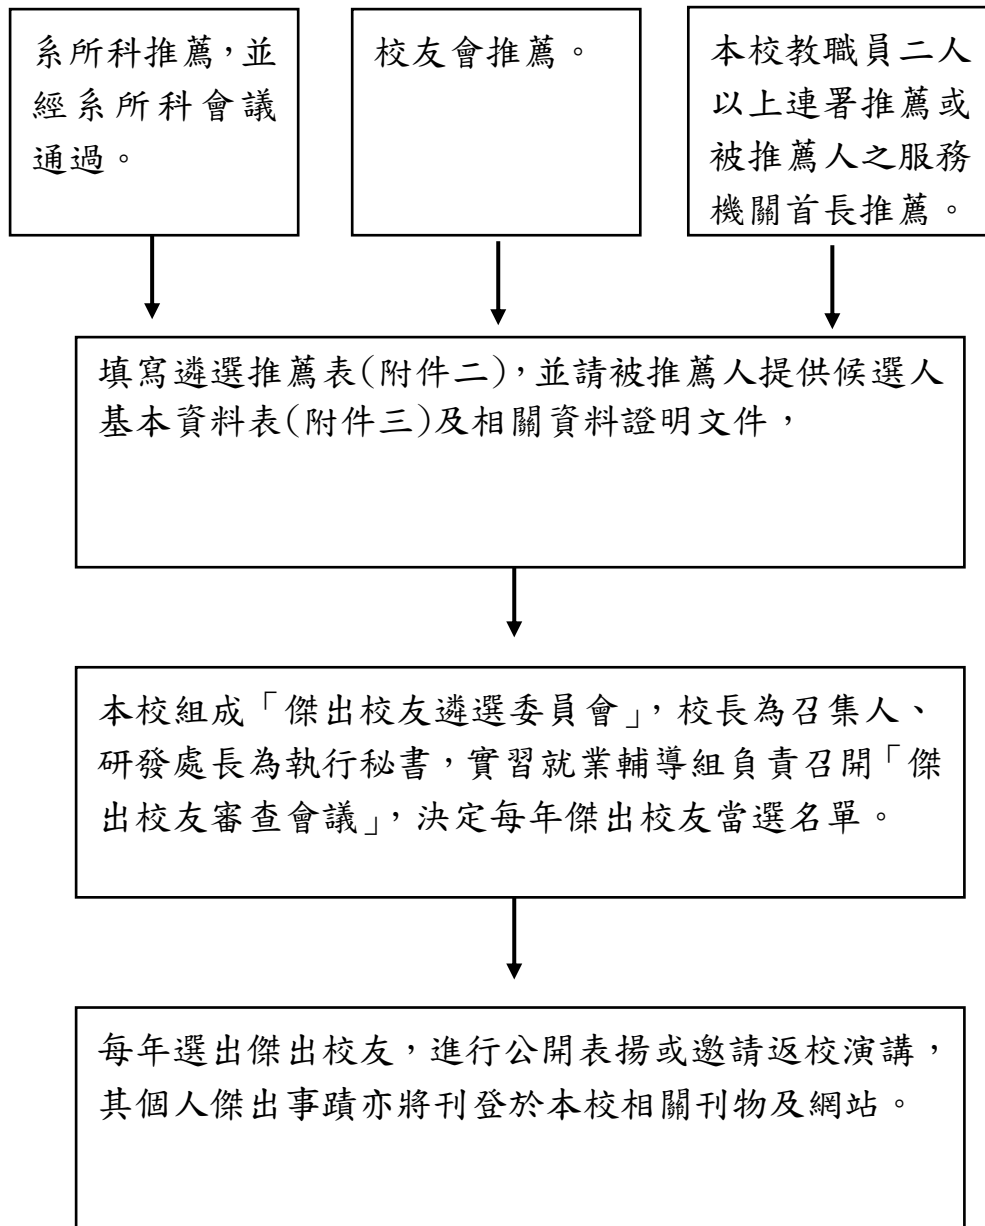 系所科推薦，並
經系所科會議
通過。
校友會推薦。
本校教職員二人
以上連署推薦或
被推薦人之服務
機關首長推薦。
填寫遴選推薦表(附件二)，並請被推薦人提供候選人
基本資料表(附件三)及相關資料證明文件，
本校組成「傑出校友遴選委員會」，校長為召集人、
研發處長為執行秘書，實習就業輔導組負責召開「傑
出校友審查會議」，決定每年傑出校友當選名單。
每年選出傑出校友，進行公開表揚或邀請返校演講，
其個人傑出事蹟亦將刊登於本校相關刊物及網站。